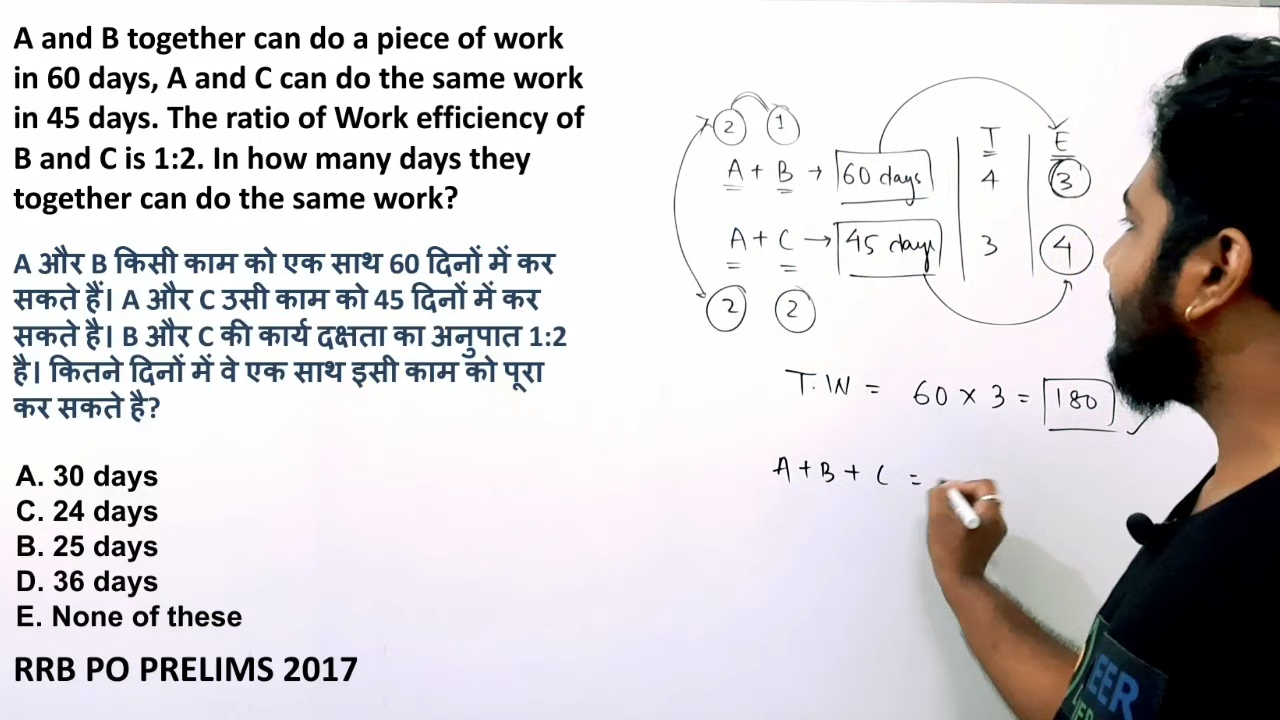 A and B together can do a piece of work
in 60 days, A and C can do the same work
in 45 days. The ratio of Work efficiency of
B and C is 1:2. In how many days they
together can do the same work?
A और B किसी काम को एक साथ 60 दिनों में कर
सकते हैं। A और C उसी काम को 45 दिनों में कर
सकते है। B और C की कार्य दक्षता का अनुपात 1:2
है। कितने दिनों में वे एक साथ इसी काम को पूरा
कर सकते है?
A. 30 days
C. 24 days
B. 25 days
D. 36 days
E. None of these
RRB PO PRELIMS 2017
2 1
T E
A + B → 60 days 4 3
A + C → 45 days 3 4
2 2
T.W = 60 × 3 = 180
A + B + C =